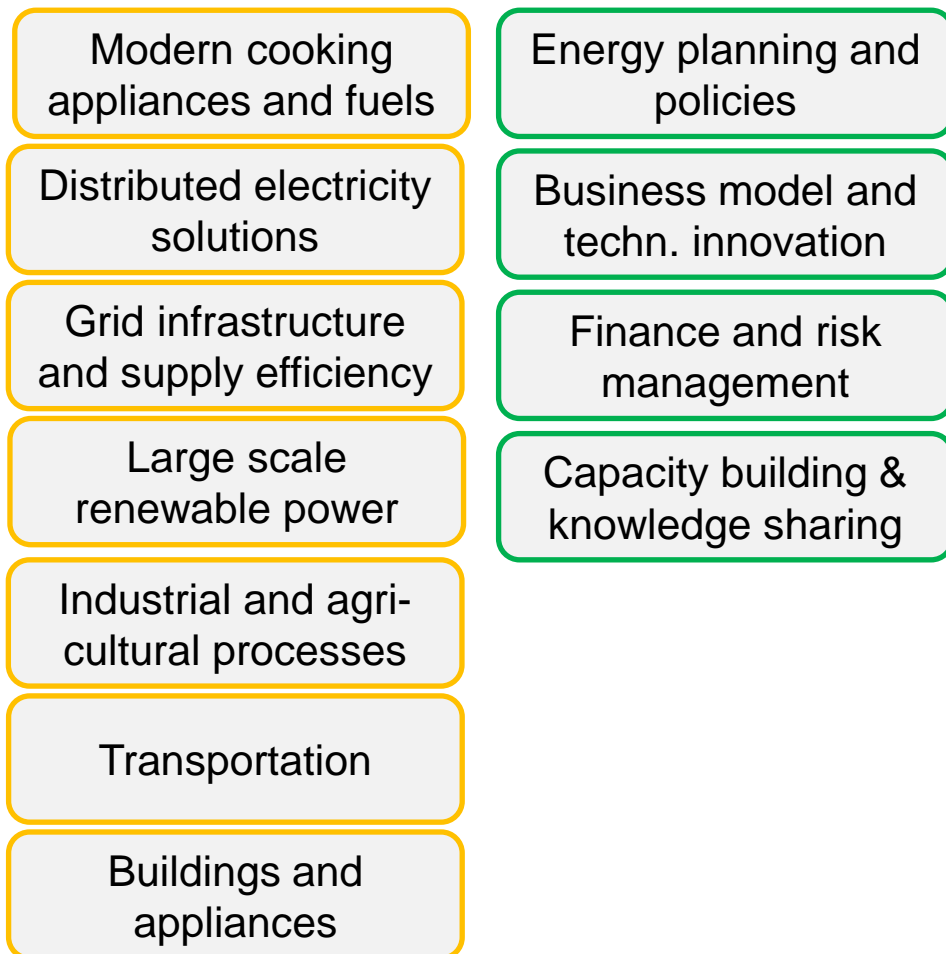 Modern cooking
appliances and fuels
Distributed electricity
solutions
Grid infrastructure
and supply efficiency
Large scale
renewable power
Industrial and agri-
cultural processes
Transportation
Buildings and
appliances
Energy planning and
policies
Business model and
techn. innovation
Finance and risk
management
Capacity building &
knowledge sharing